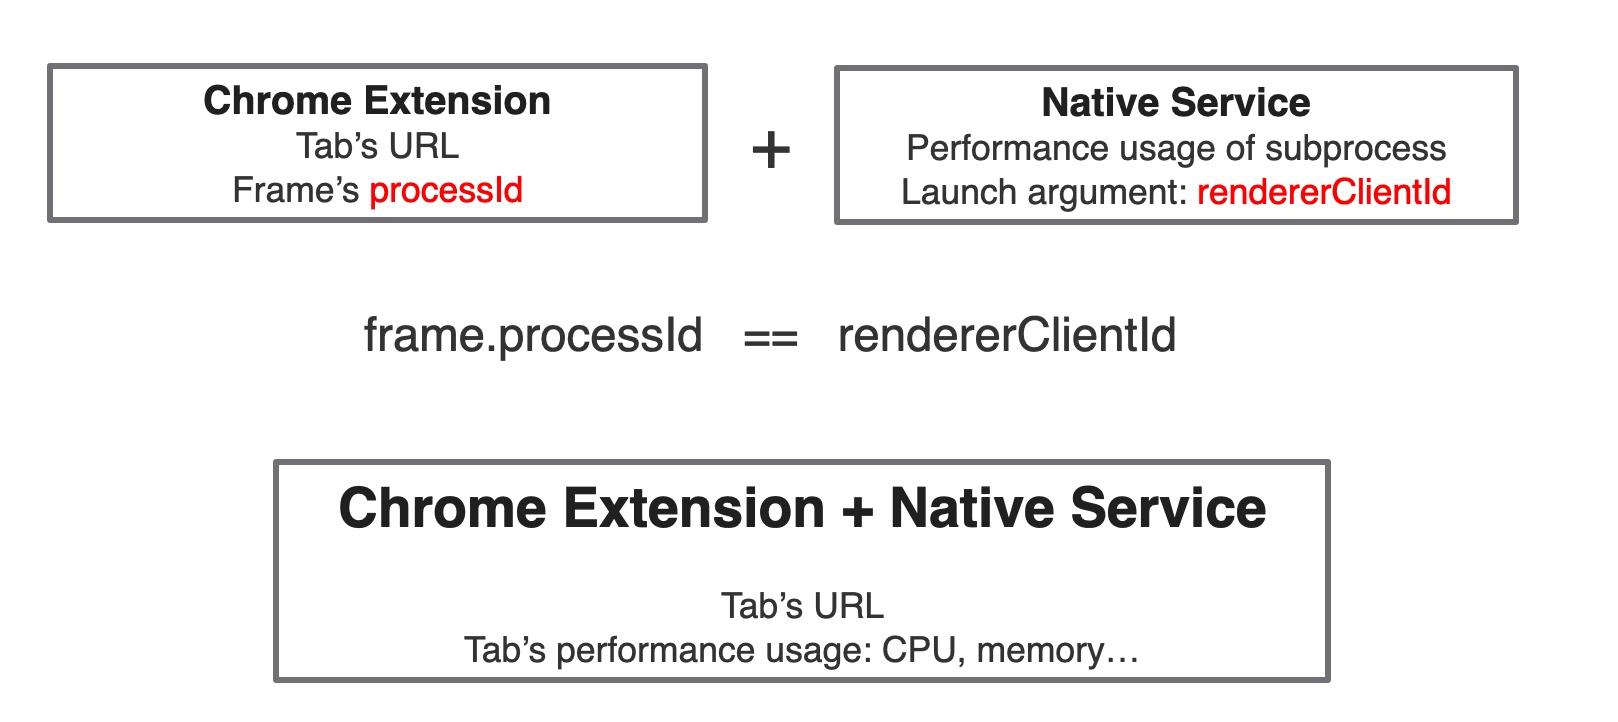 Chrome Extension
Tab’s URL
Frame’s processId
+
Native Service
Performance usage of subprocess
Launch argument: rendererClientId
frame.processId == rendererClientId
Chrome Extension + Native Service
Tab’s URL
Tab’s performance usage: CPU, memory…